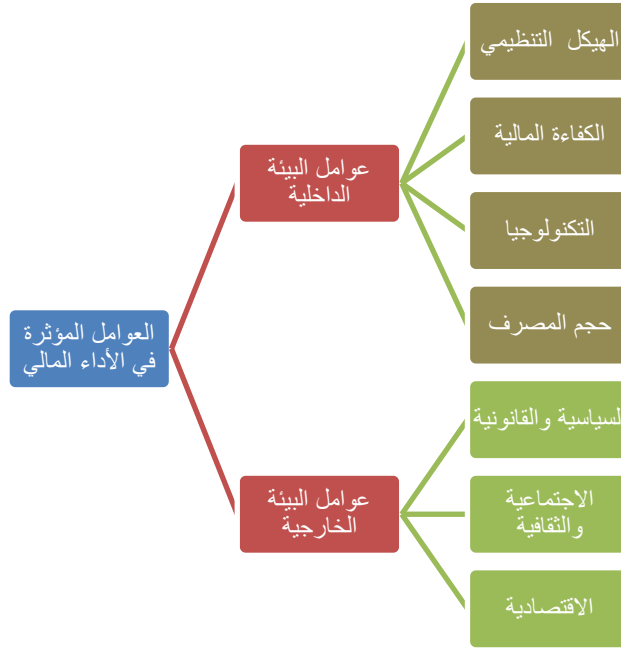 العوامل المؤثرة
في الأداء المالي
عوامل البيئة
الداخلية
الهيكل التنظيمي
الكفاءة المالية
التكنولوجيا
حجم المصرف
عوامل البيئة
الخارجية
السياسية والقانونية
الاجتماعية
والثقافية
الاقتصادية